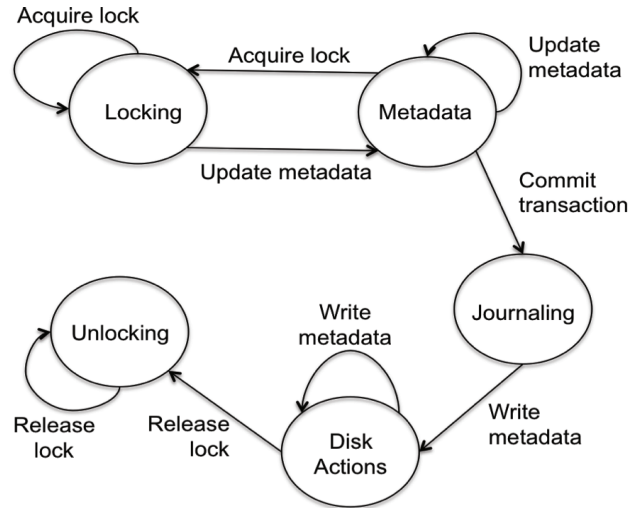 Acquire lock
Acquire lock
Update
metadata
Locking
Metadata
Update metadata
Commit
transaction
Unlocking
Write
metadata
Journaling
Release
lock
Release
lock
Disk
Actions
Write
metadata